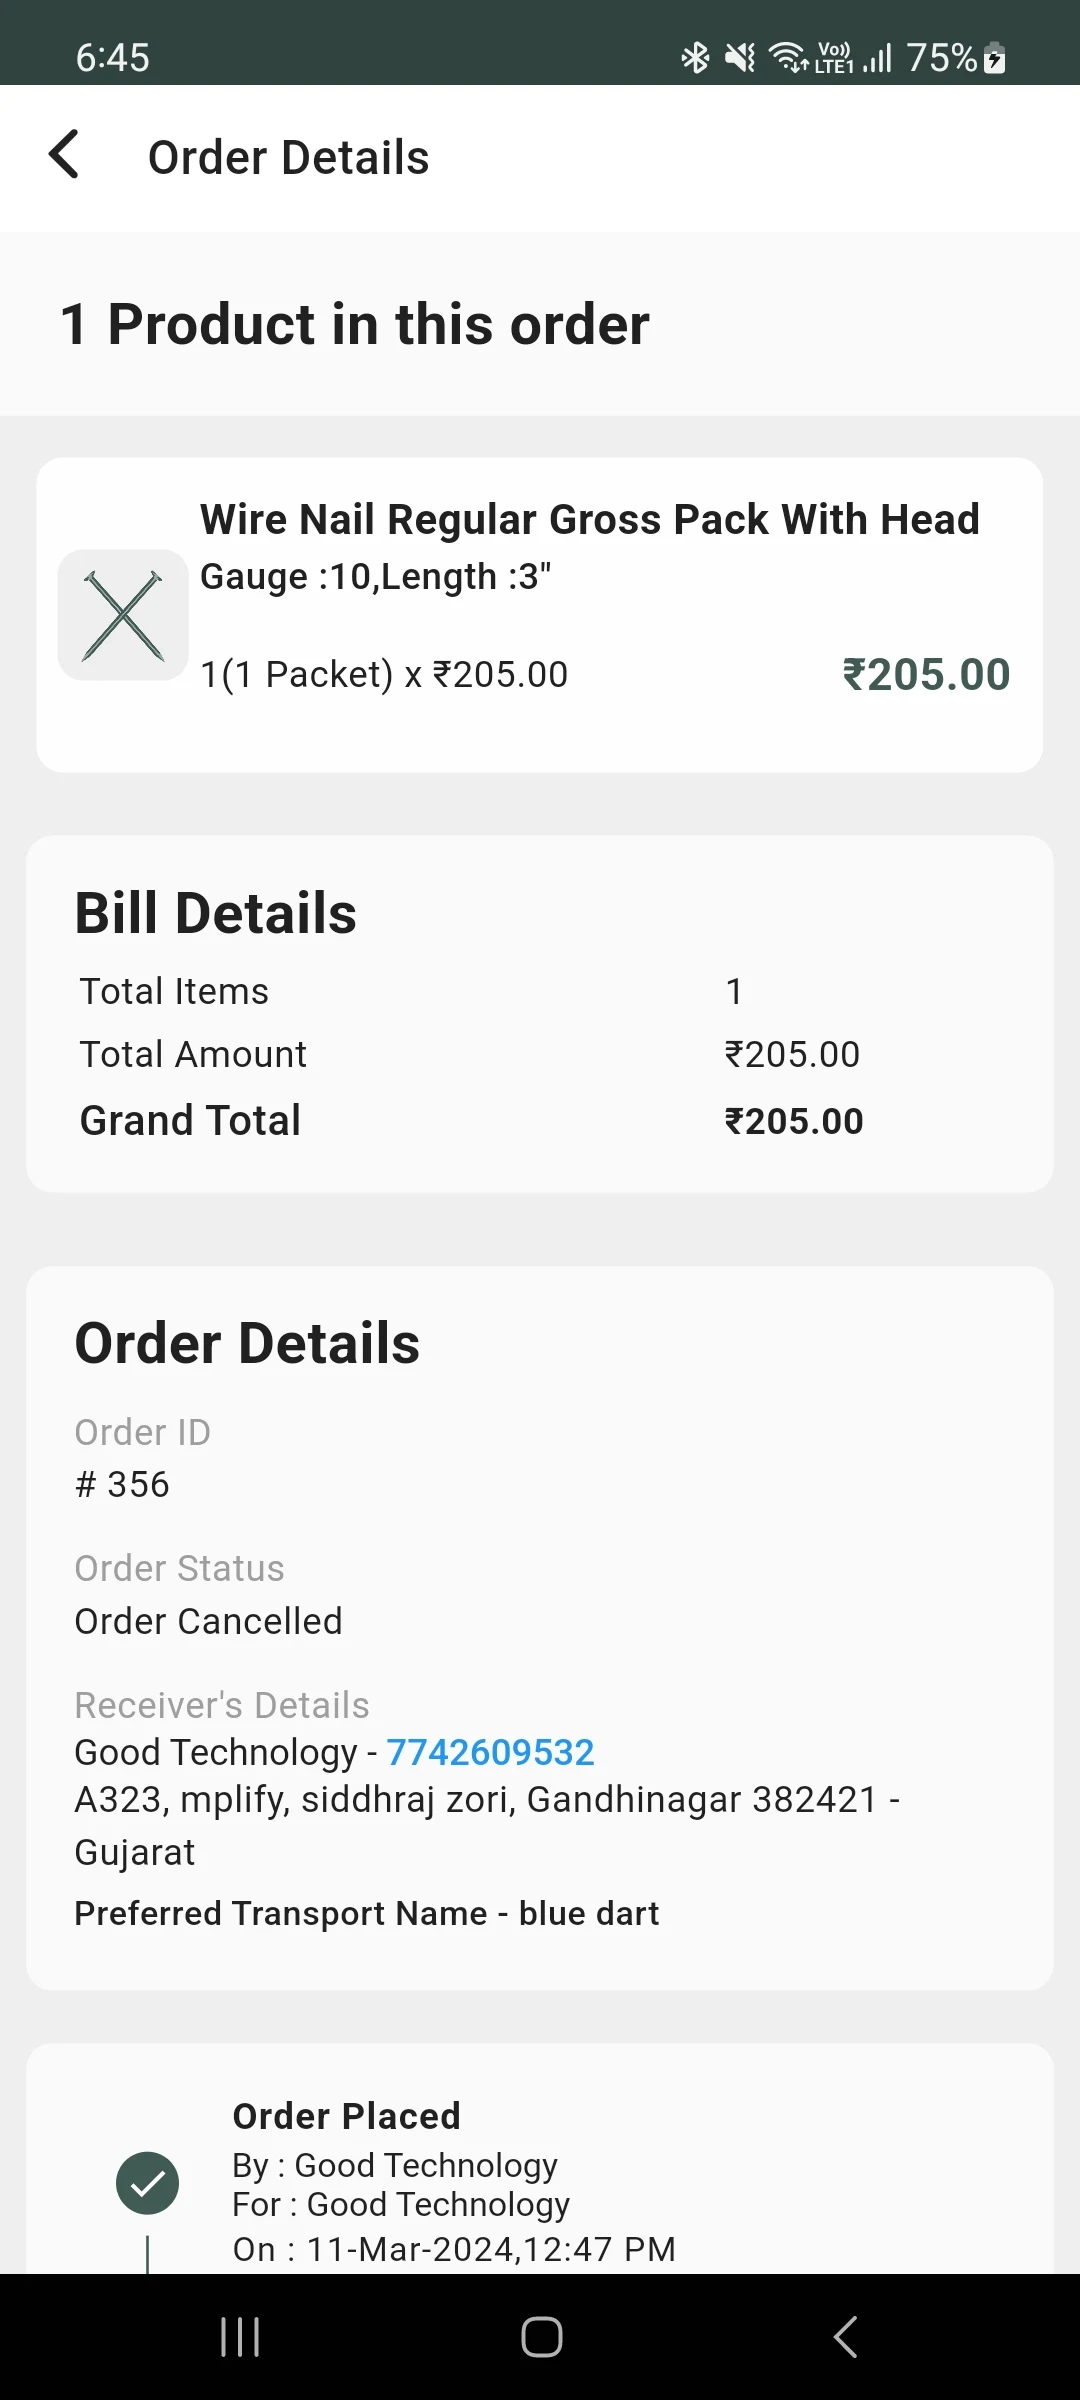 6:45
Vo)) LTE1 75%
Order Details
1 Product in this order
Wire Nail Regular Gross Pack With Head
Gauge :10,Length :3"
1(1 Packet) x ₹205.00 ₹205.00
Bill Details
Total Items 1
Total Amount ₹205.00
Grand Total ₹205.00
Order Details
Order ID
# 356
Order Status
Order Cancelled
Receiver's Details
Good Technology - 7742609532
A323, mplify, siddhraj zori, Gandhinagar 382421 -
Gujarat
Preferred Transport Name - blue dart
Order Placed
By : Good Technology
For : Good Technology
On : 11-Mar-2024,12:47 PM